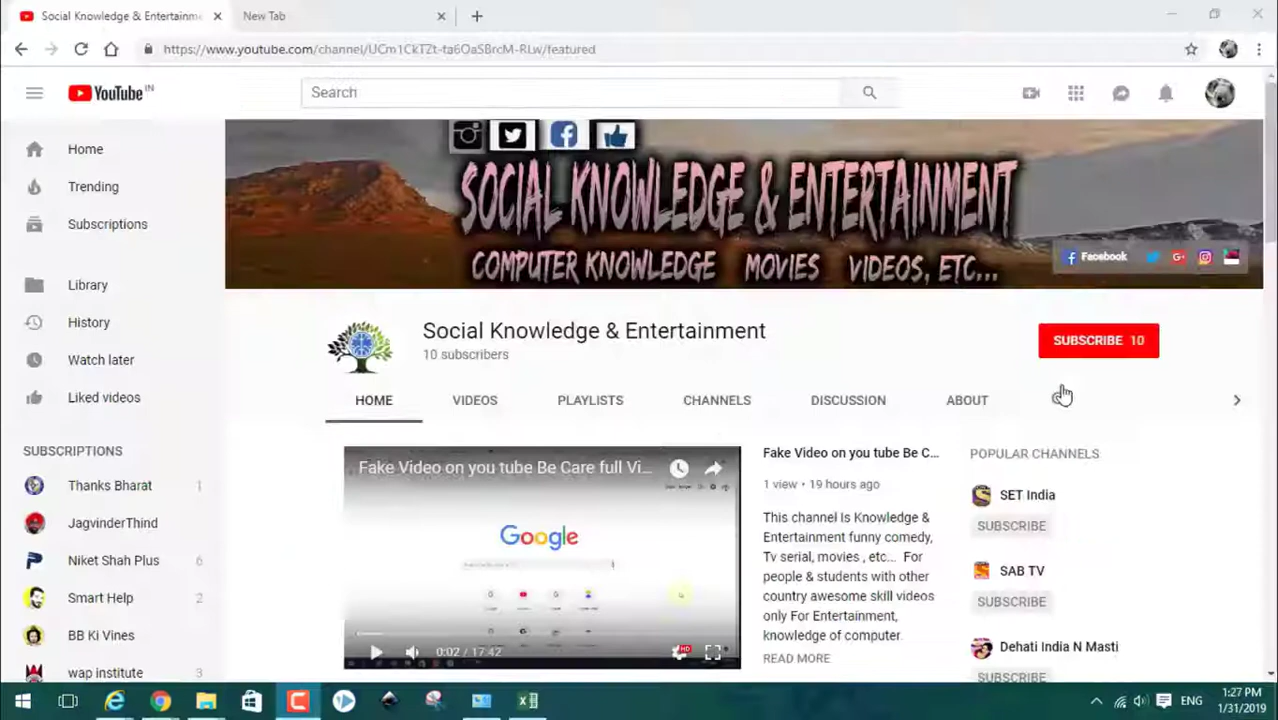 Social Knowledge & Entertainme
New Tab
https://www.youtube.com/channel/UCm1CkTZt-ta6OaSBrcM-RLw/featured
YouTube IN
Search
Home
Trending
Subscriptions
Library
History
Watch later
Liked videos
SUBSCRIPTIONS
Thanks Bharat 1
JagvinderThind
Niket Shah Plus 6
Smart Help 2
BB Ki Vines
wap institute 3
SOCIAL KNOWLEDGE & ENTERTAINMENT
COMPUTER KNOWLEDGE MOVIES VIDEOS, ETC...
Facebook
Social Knowledge & Entertainment
10 subscribers
SUBSCRIBE 10
HOME VIDEOS PLAYLISTS CHANNELS DISCUSSION ABOUT
Fake Video on you tube Be Care full Vi...
Google
0:02 / 17:42
HD
Fake Video on you tube Be C...
1 view • 19 hours ago
This channel is Knowledge &
Entertainment funny comedy,
Tv serial, movies , etc... For
people & students with other
country awesome skill videos
only For Entertainment,
knowledge of computer.
READ MORE
POPULAR CHANNELS
SET India
SUBSCRIBE
SAB TV
SUBSCRIBE
Dehati India N Masti
SUBSCRIBE
ENG
1:27 PM
1/31/2019